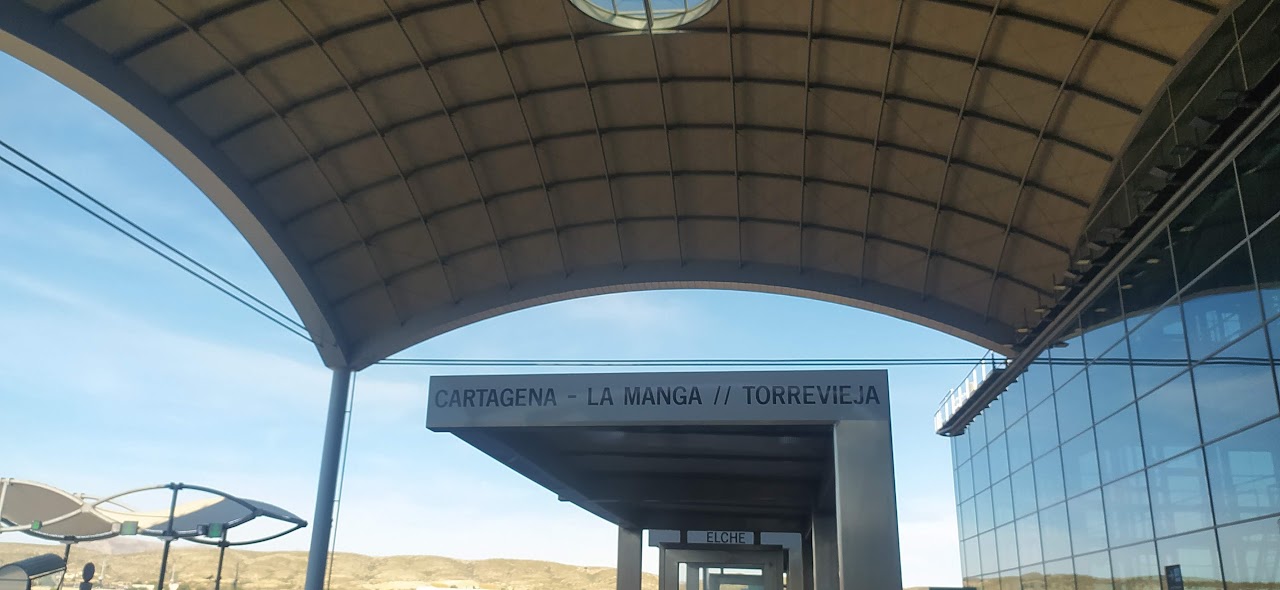 CARTAGENA - LA MANGA // TORREVIEJA
ELCHE